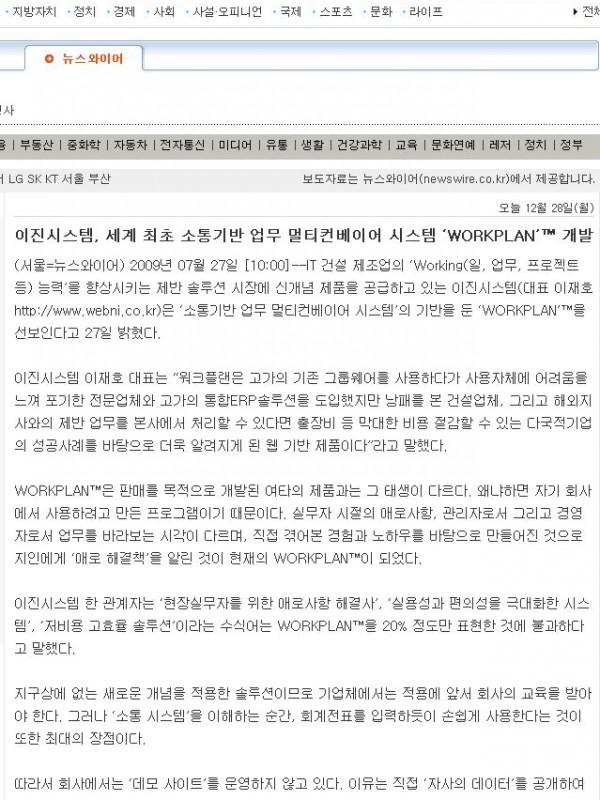 지방자치 정치 경제 사회 사설·오피니언 국제 스포츠 문화 라이프 전체
뉴스와이어
부동산 | 중화학 | 자동차 | 전자통신 | 미디어 | 유통 | 생활 | 건강과학 | 교육 | 문화연예 | 레저 | 정치 | 정부
LG SK KT 서울 부산 보도자료는 뉴스와이어(newswire.co.kr)에서 제공합니다.
오늘 12월 28일(월)
이진시스템, 세계 최초 소통기반 업무 멀티컨베이어 시스템 ‘WORKPLAN’™ 개발
(서울=뉴스와이어) 2009년 07월 27일 [10:00]--IT 건설 제조업의 ‘Working(일, 업무, 프로젝트
등) 능력’을 향상시키는 제반 솔루션 시장에 신개념 제품을 공급하고 있는 이진시스템(대표 이재호
http://www.webni.co.kr)은 ‘소통기반 업무 멀티컨베이어 시스템’의 기반을 둔 ‘WORKPLAN’™을
선보인다고 27일 밝혔다.
이진시스템 이재호 대표는 “워크플랜은 고가의 기존 그룹웨어를 사용하다가 사용자체에 어려움을
느껴 포기한 전문업체와 고가의 통합ERP솔루션을 도입했지만 낭패를 본 건설업체, 그리고 해외지
사와의 제반 업무를 본사에서 처리할 수 있다면 출장비 등 막대한 비용 절감할 수 있는 다국적기업
의 성공사례를 바탕으로 더욱 알려지게 된 웹 기반 제품이다”라고 말했다.
WORKPLAN™은 판매를 목적으로 개발된 여타의 제품과는 그 태생이 다르다. 왜냐하면 자기 회사
에서 사용하려고 만든 프로그램이기 때문이다. 실무자 시절의 애로사항, 관리자로서 그리고 경영
자로서 업무를 바라보는 시각이 다르며, 직접 겪어본 경험과 노하우를 바탕으로 만들어진 것으로
지인에게 ‘애로 해결책’을 알린 것이 현재의 WORKPLAN™이 되었다.
이진시스템 한 관계자는 ‘현장실무자를 위한 애로사항 해결사’, ‘실용성과 편의성을 극대화한 시스
템’, ‘저비용 고효율 솔루션’이라는 수식어는 WORKPLAN™을 20% 정도만 표현한 것에 불과하다
고 말했다.
지구상에 없는 새로운 개념을 적용한 솔루션이므로 기업체에서는 적용에 앞서 회사의 교육을 받아
야 한다. 그러나 ‘소통 시스템’을 이해하는 순간, 회계전표를 입력하듯이 손쉽게 사용한다는 것이
또한 최대의 장점이다.
따라서 회사에서는 ‘데모 사이트’를 운영하지 않고 있다. 이유는 직접 ‘자사의 데이터’를 공개하여